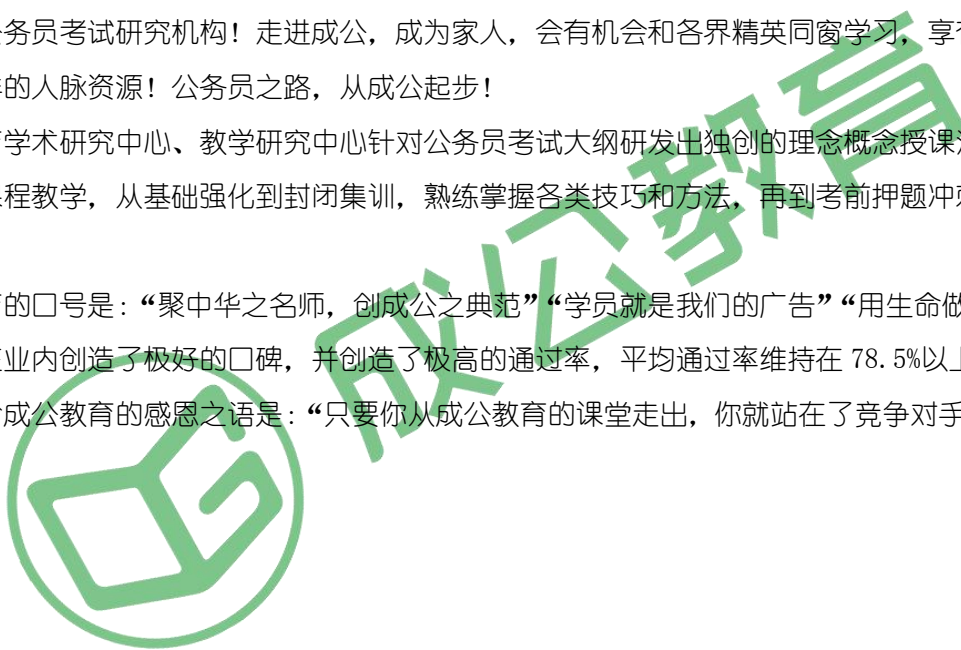 务员考试研究机构！走进成公，成为家人，会有机会和各界精英同窗学习，享
的人脉资源！公务员之路，从成公起步！
学术研究中心、教学研究中心针对公务员考试大纲研发出独创的理念概念授课
程教学，从基础强化到封闭集训，熟练掌握各类技巧和方法，再到考前押题冲
的口号是：“聚中华之名师，创成公之典范”“学员就是我们的广告”“用生命做
业内创造了极好的口碑，并创造了极高的通过率，平均通过率维持在 78.5%以上
成公教育的感恩之语是：“只要你从成公教育的课堂走出，你就站在了竞争对手
成公教育